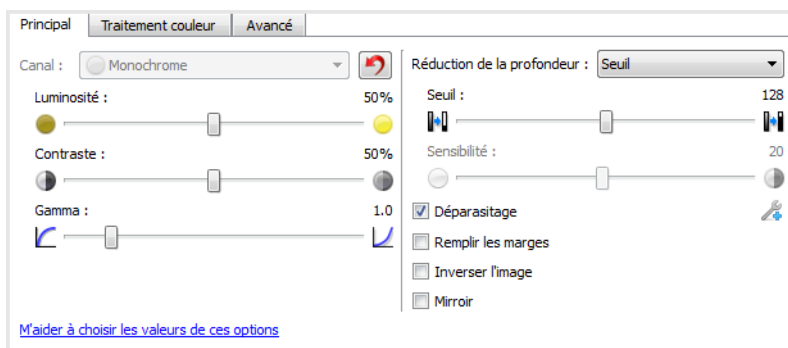 Principal
Traitement couleur
Avancé
Canal :
Monochrome
Luminosité :
50%
Contraste :
50%
Gamma :
1.0
M'aider à choisir les valeurs de ces options
Réduction de la profondeur :
Seuil
Seuil :
128
Sensibilité :
20
Déparasitage
Remplir les marges
Inverser l'image
Mirroir